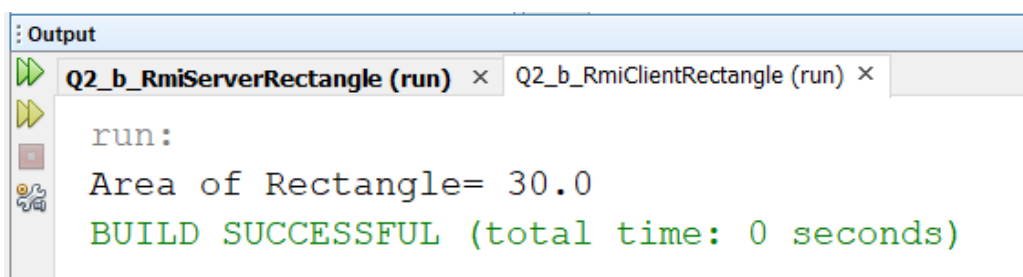 Output
Q2_b_RmiServerRectangle (run) × Q2_b_RmiClientRectangle (run) ×
run:
Area of Rectangle= 30.0
BUILD SUCCESSFUL (total time: 0 seconds)